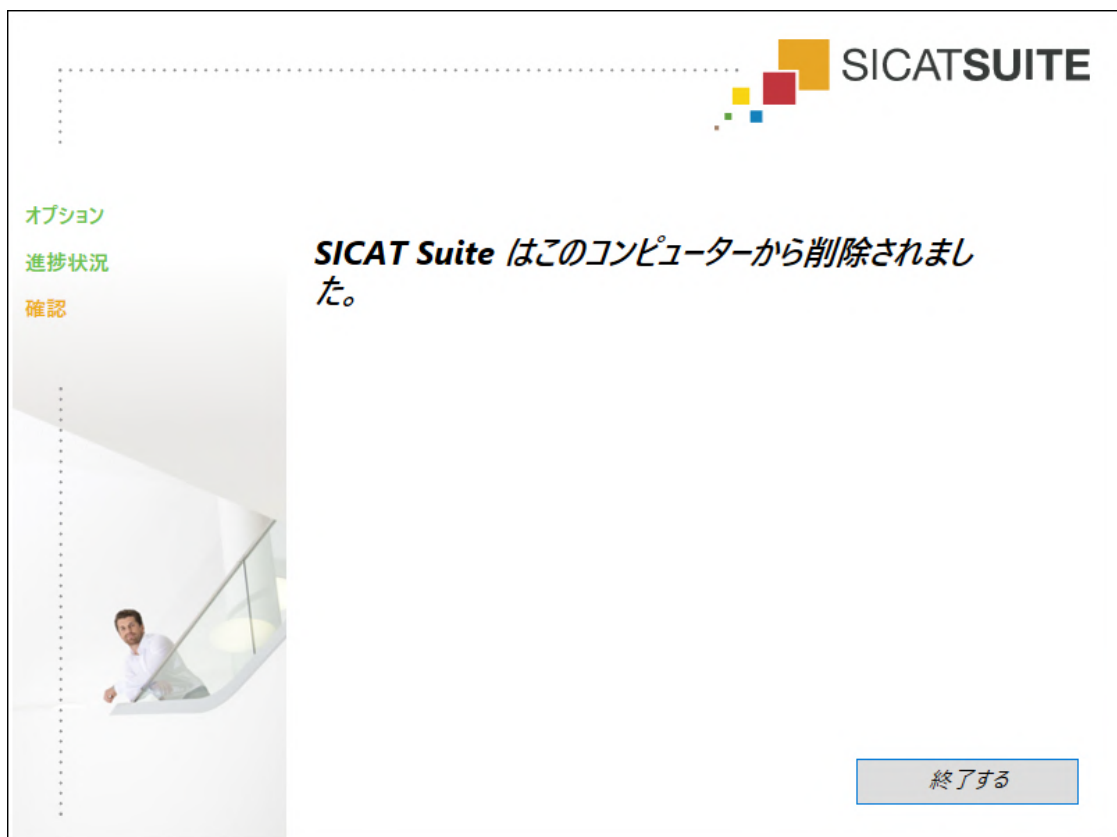 SICATSUITE
オプション
進捗状況
確認
SICAT Suite はこのコンピューターから削除されまし
た。
終了する